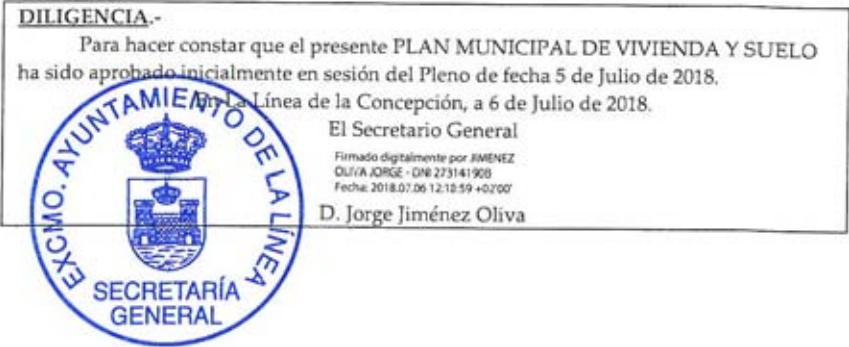 DILIGENCIA.-
Para hacer constar que el presente PLAN MUNICIPAL DE VIVIENDA Y SUELO
ha sido aprobado inicialmente en sesión del Pleno de fecha 5 de Julio de 2018.
En La Línea de la Concepción, a 6 de Julio de 2018.
El Secretario General
Firmado digitalmente por JIMENEZ
OLIVA JORGE - DNI 27314190B
Fecha: 2018.07.06 12:18:59 +02'00'
D. Jorge Jiménez Oliva
EXCMO. AYUNTAMIENTO DE LA LÍNEA
SECRETARÍA
GENERAL